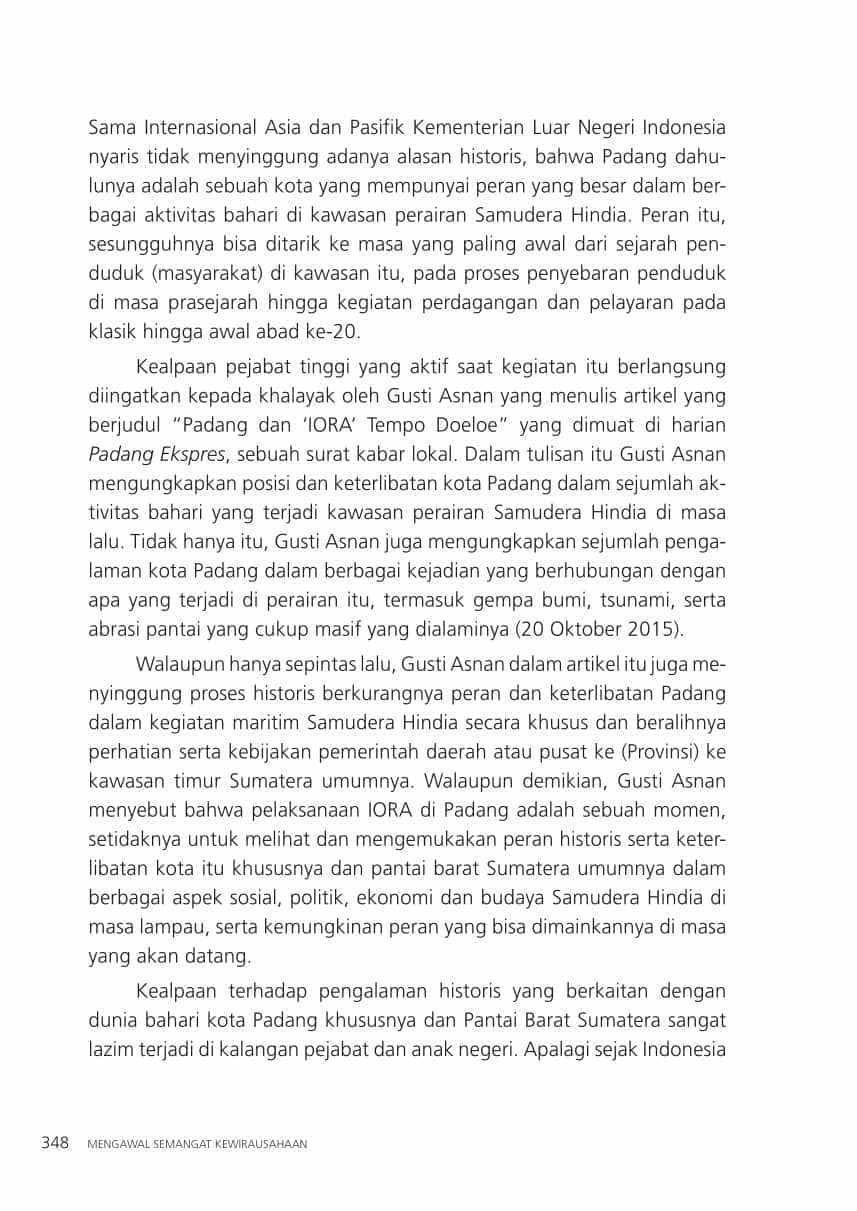 Sama Internasional Asia dan Pasifik Kementerian Luar Negeri Indonesia
nyaris tidak menyinggung adanya alasan historis, bahwa Padang dahu-
lunya adalah sebuah kota yang mempunyai peran yang besar dalam ber-
bagai aktivitas bahari di kawasan perairan Samudera Hindia. Peran itu,
sesungguhnya bisa ditarik ke masa yang paling awal dari sejarah pen-
duduk (masyarakat) di kawasan itu, pada proses penyebaran penduduk
di masa prasejarah hingga kegiatan perdagangan dan pelayaran pada
klasik hingga awal abad ke-20.
Kealpaan pejabat tinggi yang aktif saat kegiatan itu berlangsung
diingatkan kepada khalayak oleh Gusti Asnan yang menulis artikel yang
berjudul “Padang dan ‘IORA’ Tempo Doeloe” yang dimuat di harian
Padang Ekspres, sebuah surat kabar lokal. Dalam tulisan itu Gusti Asnan
mengungkapkan posisi dan keterlibatan kota Padang dalam sejumlah ak-
tivitas bahari yang terjadi kawasan perairan Samudera Hindia di masa
lalu. Tidak hanya itu, Gusti Asnan juga mengungkapkan sejumlah penga-
laman kota Padang dalam berbagai kejadian yang berhubungan dengan
apa yang terjadi di perairan itu, termasuk gempa bumi, tsunami, serta
abrasi pantai yang cukup masif yang dialaminya (20 Oktober 2015).
Walaupun hanya sepintas lalu, Gusti Asnan dalam artikel itu juga me-
nyinggung proses historis berkurangnya peran dan keterlibatan Padang
dalam kegiatan maritim Samudera Hindia secara khusus dan beralihnya
perhatian serta kebijakan pemerintah daerah atau pusat ke (Provinsi) ke
kawasan timur Sumatera umumnya. Walaupun demikian, Gusti Asnan
menyebut bahwa pelaksanaan IORA di Padang adalah sebuah momen,
setidaknya untuk melihat dan mengemukakan peran historis serta keter-
libatan kota itu khususnya dan pantai barat Sumatera umumnya dalam
berbagai aspek sosial, politik, ekonomi dan budaya Samudera Hindia di
masa lampau, serta kemungkinan peran yang bisa dimainkannya di masa
yang akan datang.
Kealpaan terhadap pengalaman historis yang berkaitan dengan
dunia bahari kota Padang khususnya dan Pantai Barat Sumatera sangat
lazim terjadi di kalangan pejabat dan anak negeri. Apalagi sejak Indonesia
348 MENGAWAL SEMANGAT KEWIRAUSAHAAN